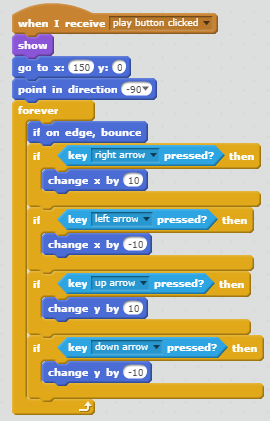 when I receive play button clicked
show
go to x: 150 y: 0
point in direction -90
forever
if on edge, bounce
if key right arrow pressed? then
change x by 10
if key left arrow pressed? then
change x by -10
if key up arrow pressed? then
change y by 10
if key down arrow pressed? then
change y by -10